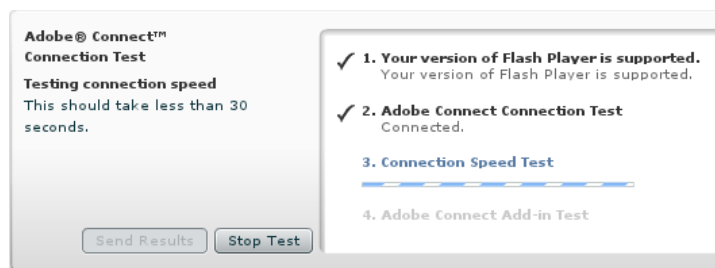 Adobe® Connect™
Connection Test
Testing connection speed
This should take less than 30
seconds.
Send Results
Stop Test
1. Your version of Flash Player is supported.
Your version of Flash Player is supported.
2. Adobe Connect Connection Test
Connected.
3. Connection Speed Test
4. Adobe Connect Add-in Test